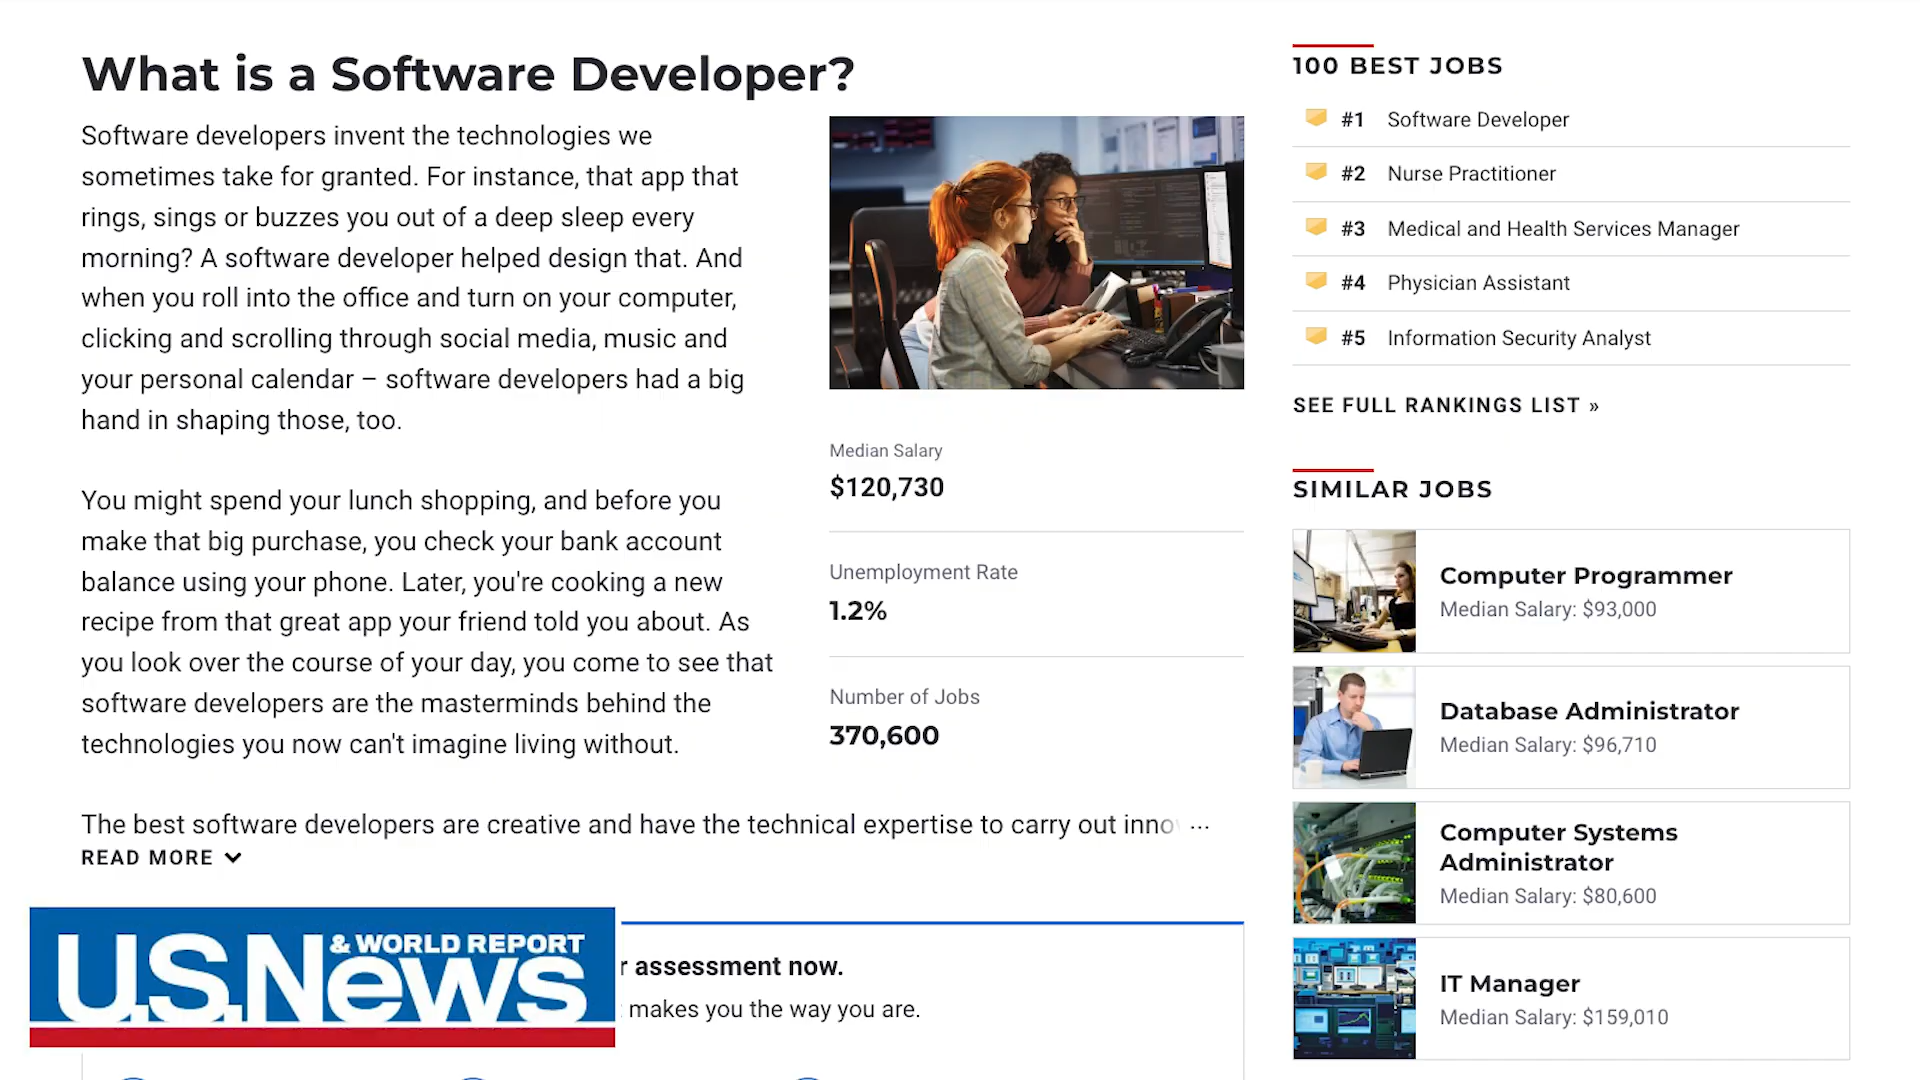 What is a Software Developer?
Software developers invent the technologies we
sometimes take for granted. For instance, that app that
rings, sings or buzzes you out of a deep sleep every
morning? A software developer helped design that. And
when you roll into the office and turn on your computer,
clicking and scrolling through social media, music and
your personal calendar – software developers had a big
hand in shaping those, too.
You might spend your lunch shopping, and before you
make that big purchase, you check your bank account
balance using your phone. Later, you're cooking a new
recipe from that great app your friend told you about. As
you look over the course of your day, you come to see that
software developers are the masterminds behind the
technologies you now can't imagine living without.
The best software developers are creative and have the technical expertise to carry out inno ...
READ MORE
Median Salary
$120,730
Unemployment Rate
1.2%
Number of Jobs
370,600
assessment now.
makes you the way you are.
U.S.News
& WORLD REPORT
100 BEST JOBS
#1 Software Developer
#2 Nurse Practitioner
#3 Medical and Health Services Manager
#4 Physician Assistant
#5 Information Security Analyst
SEE FULL RANKINGS LIST »
SIMILAR JOBS
Computer Programmer
Median Salary: $93,000
Database Administrator
Median Salary: $96,710
Computer Systems
Administrator
Median Salary: $80,600
IT Manager
Median Salary: $159,010